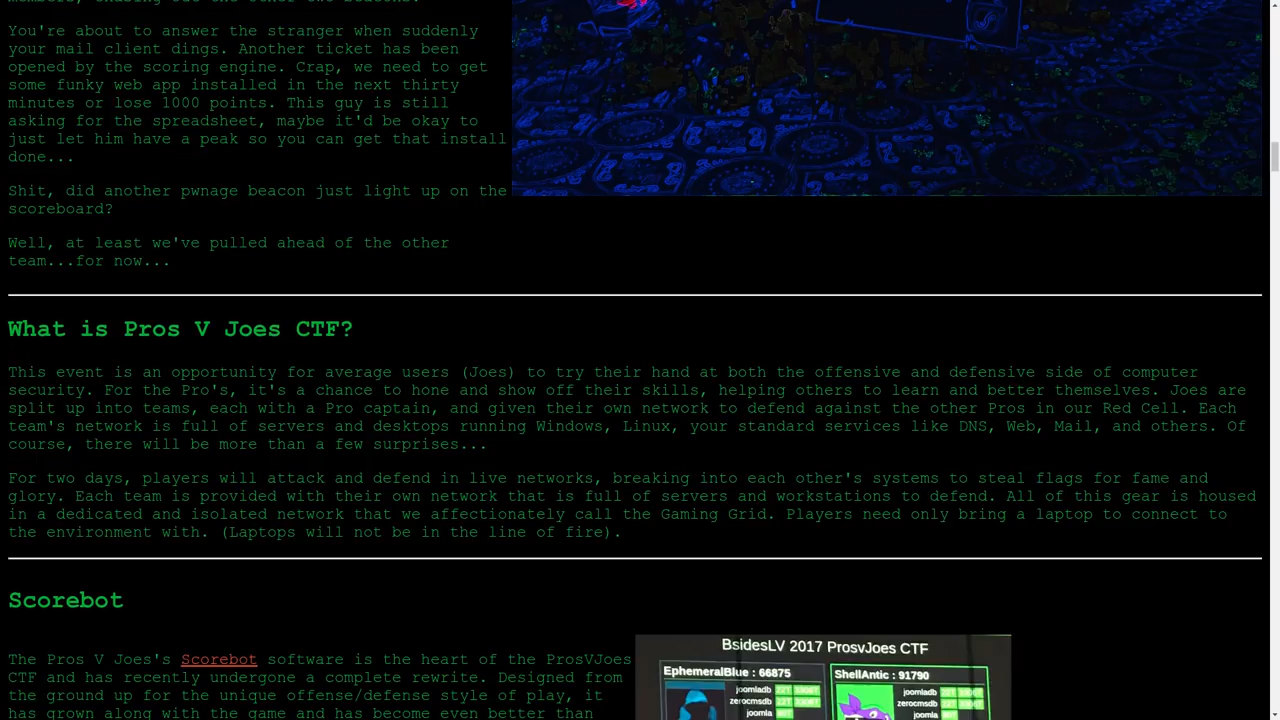 You're about to answer the stranger when suddenly
your mail client dings. Another ticket has been
opened by the scoring engine. Crap, we need to get
some funky web app installed in the next thirty
minutes or lose 1000 points. This guy is still
asking for the spreadsheet, maybe it'd be okay to
just let him have a peak so you can get that install
done...
Shit, did another pwnage beacon just light up on the
scoreboard?
Well, at least we've pulled ahead of the other
team...for now...
What is Pros V Joes CTF?
This event is an opportunity for average users (Joes) to try their hand at both the offensive and defensive side of computer
security. For the Pro's, it's a chance to hone and show off their skills, helping others to learn and better themselves. Joes are
split up into teams, each with a Pro captain, and given their own network to defend against the other Pros in our Red Cell. Each
team's network is full of servers and desktops running Windows, Linux, your standard services like DNS, Web, Mail, and others. Of
course, there will be more than a few surprises...
For two days, players will attack and defend in live networks, breaking into each other's systems to steal flags for fame and
glory. Each team is provided with their own network that is full of servers and workstations to defend. All of this gear is housed
in a dedicated and isolated network that we affectionately call the Gaming Grid. Players need only bring a laptop to connect to
the environment with. (Laptops will not be in the line of fire).
Scorebot
The Pros V Joes's Scorebot software is the heart of the ProsVJoes
CTF and has recently undergone a complete rewrite. Designed from
the ground up for the unique offense/defense style of play, it
has grown along with the game and has become even better than
BsidesLV 2017 ProsvJoes CTF
EphemeralBlue : 66875
joomladb
zerocmsdb
joomla
ShellAntic : 91790
joomladb
zerocmsdb
joomla